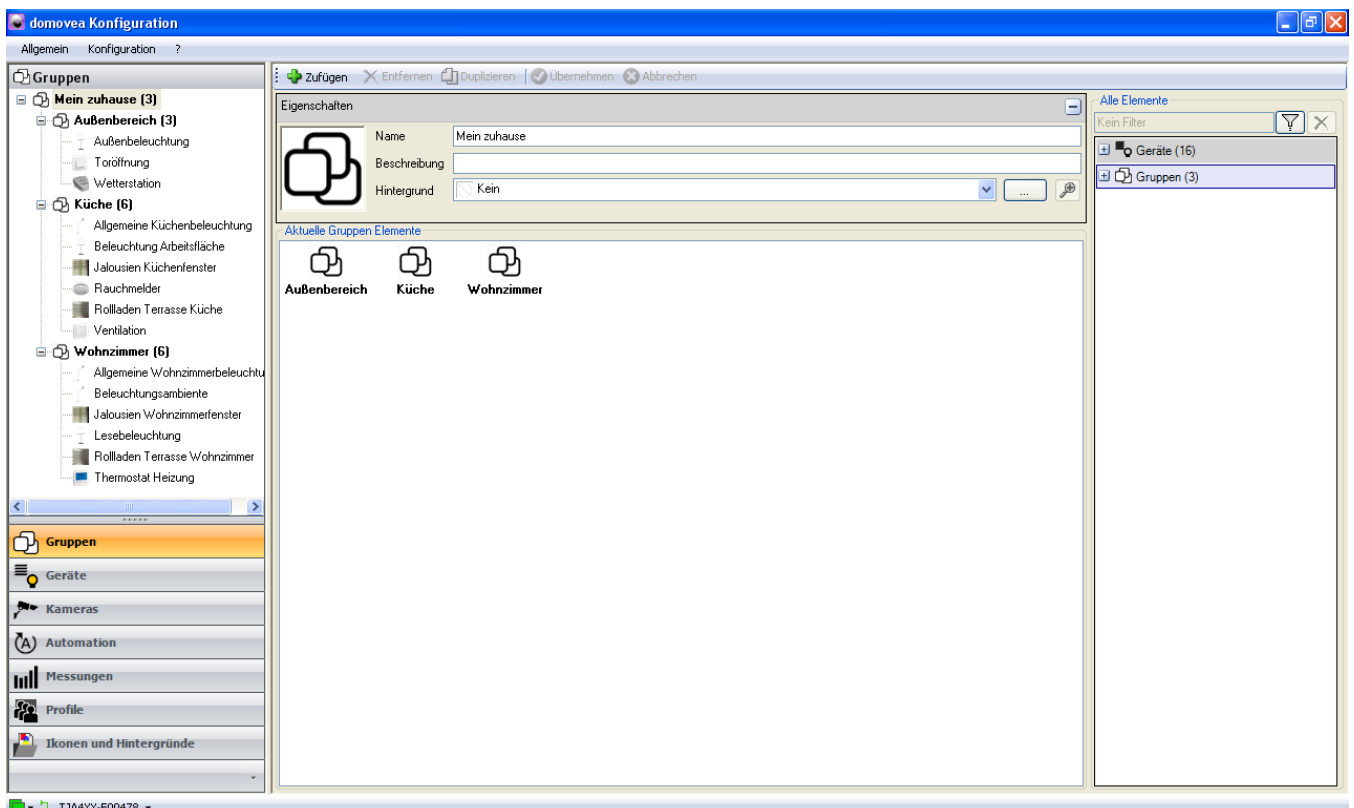 domovea Konfiguration
Allgemein Konfiguration ?
Gruppen
Mein zuhause (3)
Außenbereich (3)
Außenbeleuchtung
Toröffnung
Wetterstation
Küche (6)
Allgemeine Küchenbeleuchtung
Beleuchtung Arbeitsfläche
Jalousien Küchenfenster
Rauchmelder
Rollladen Terrasse Küche
Ventilation
Wohnzimmer (6)
Allgemeine Wohnzimmerbeleuchtu
Beleuchtungsambiente
Jalousien Wohnzimmerfenster
Lesebeleuchtung
Rollladen Terrasse Wohnzimmer
Thermostat Heizung
Gruppen
Geräte
Kameras
Automation
Messungen
Profile
Ikonen und Hintergründe
Zufügen Entfernen Duplizieren Übernehmen Abbrechen
Eigenschaften
Name Mein zuhause
Beschreibung
Hintergrund Kein ...
Aktuelle Gruppen Elemente
Außenbereich Küche Wohnzimmer
Alle Elemente
Kein Filter
Geräte (16)
Gruppen (3)